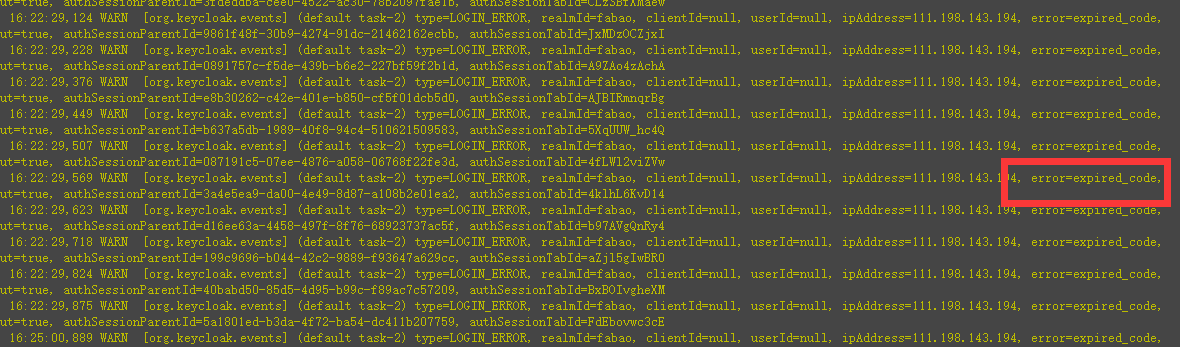 ut=true, authSessionParentId=3fdeddba-cee0-4522-ac30-78b2097fae1b, authSessionTabId=CLzSBfXMaew
16:22:29,124 WARN [org.keycloak.events] (default task-2) type=LOGIN_ERROR, realmId=fabao, clientId=null, userId=null, ipAddress=111.198.143.194, error=expired_code,
ut=true, authSessionParentId=9861f48f-30b9-4274-91dc-21462162ecbb, authSessionTabId=JxMDzOCZjxI
16:22:29,228 WARN [org.keycloak.events] (default task-2) type=LOGIN_ERROR, realmId=fabao, clientId=null, userId=null, ipAddress=111.198.143.194, error=expired_code,
ut=true, authSessionParentId=0891757c-f5de-439b-b6e2-227bf59f2b1d, authSessionTabId=A9ZAo4zAchA
16:22:29,376 WARN [org.keycloak.events] (default task-2) type=LOGIN_ERROR, realmId=fabao, clientId=null, userId=null, ipAddress=111.198.143.194, error=expired_code,
ut=true, authSessionParentId=e8b30262-c42e-401e-b850-cf5f01dcb5d0, authSessionTabId=AJBIRmnqrBg
16:22:29,449 WARN [org.keycloak.events] (default task-2) type=LOGIN_ERROR, realmId=fabao, clientId=null, userId=null, ipAddress=111.198.143.194, error=expired_code,
ut=true, authSessionParentId=b637a5db-1989-40f8-94c4-510621509583, authSessionTabId=5XqUUW_hc4Q
16:22:29,507 WARN [org.keycloak.events] (default task-2) type=LOGIN_ERROR, realmId=fabao, clientId=null, userId=null, ipAddress=111.198.143.194, error=expired_code,
ut=true, authSessionParentId=087191c5-07ee-4876-a058-06768f22fe3d, authSessionTabId=4fLWl2viZVw
16:22:29,569 WARN [org.keycloak.events] (default task-2) type=LOGIN_ERROR, realmId=fabao, clientId=null, userId=null, ipAddress=111.198.143.194, error=expired_code,
ut=true, authSessionParentId=3a4e5ea9-da00-4e49-8d87-a108b2e01ea2, authSessionTabId=4klhL6KvD14
16:22:29,623 WARN [org.keycloak.events] (default task-2) type=LOGIN_ERROR, realmId=fabao, clientId=null, userId=null, ipAddress=111.198.143.194, error=expired_code,
ut=true, authSessionParentId=d16ee63a-4458-497f-8f76-68923737ac5f, authSessionTabId=b97AVgQnRy4
16:22:29,718 WARN [org.keycloak.events] (default task-2) type=LOGIN_ERROR, realmId=fabao, clientId=null, userId=null, ipAddress=111.198.143.194, error=expired_code,
ut=true, authSessionParentId=199c9696-b044-42c2-9889-f93647a629cc, authSessionTabId=aZjl5gIwBR0
16:22:29,824 WARN [org.keycloak.events] (default task-2) type=LOGIN_ERROR, realmId=fabao, clientId=null, userId=null, ipAddress=111.198.143.194, error=expired_code,
ut=true, authSessionParentId=40babd50-85d5-4d95-b99c-f89ac7c57209, authSessionTabId=BxBOIvgheXM
16:22:29,875 WARN [org.keycloak.events] (default task-2) type=LOGIN_ERROR, realmId=fabao, clientId=null, userId=null, ipAddress=111.198.143.194, error=expired_code,
ut=true, authSessionParentId=5a1801ed-b3da-4f72-ba54-dc411b207759, authSessionTabId=FdEbovwc3cE
16:25:00,889 WARN [org.keycloak.events] (default task-2) type=LOGIN_ERROR, realmId=fabao, clientId=null, userId=null, ipAddress=111.198.143.194, error=expired_code,